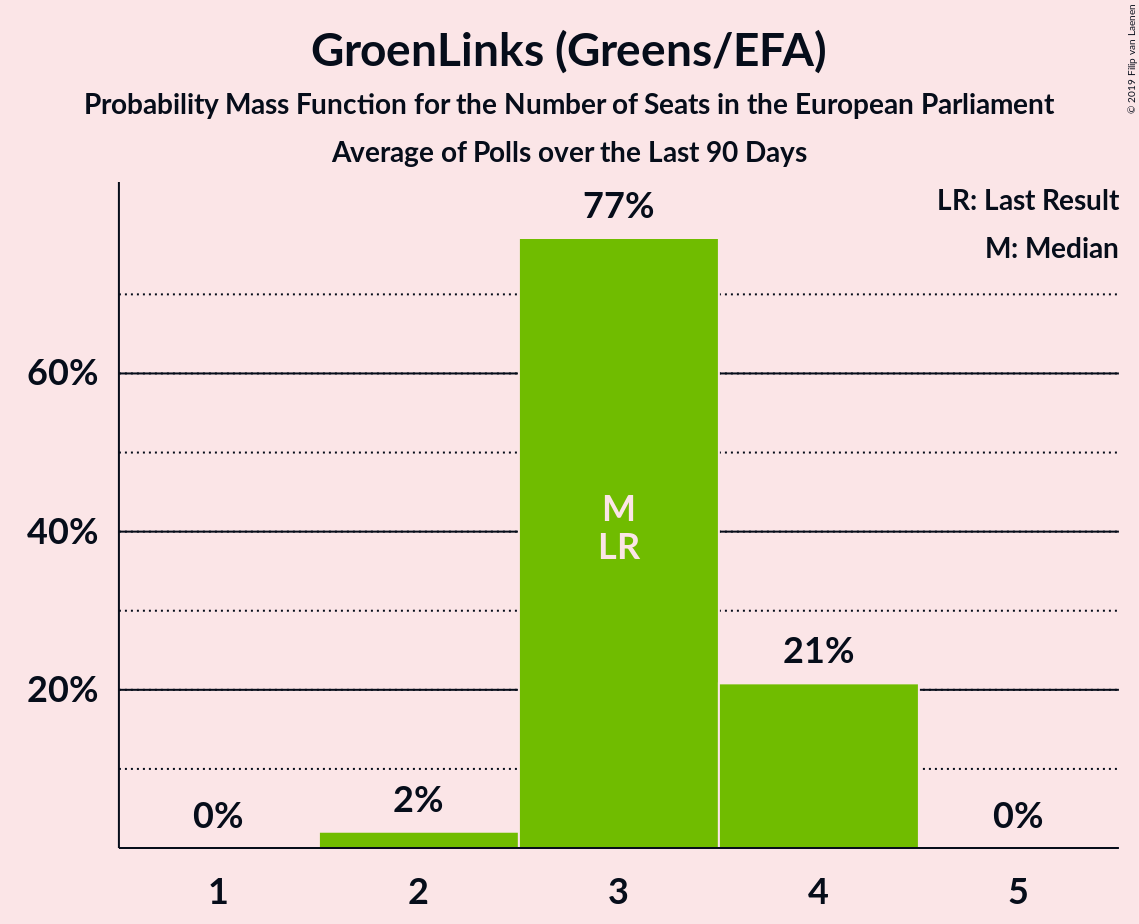 GroenLinks (Greens/EFA)
Probability Mass Function for the Number of Seats in the European Parliament
Average of Polls over the Last 90 Days
© 2019 Filip van Laenen
LR: Last Result
M: Median
77%
60%
M
40%
LR
21%
20%
2%
0%
0%
1 2 3 4 5